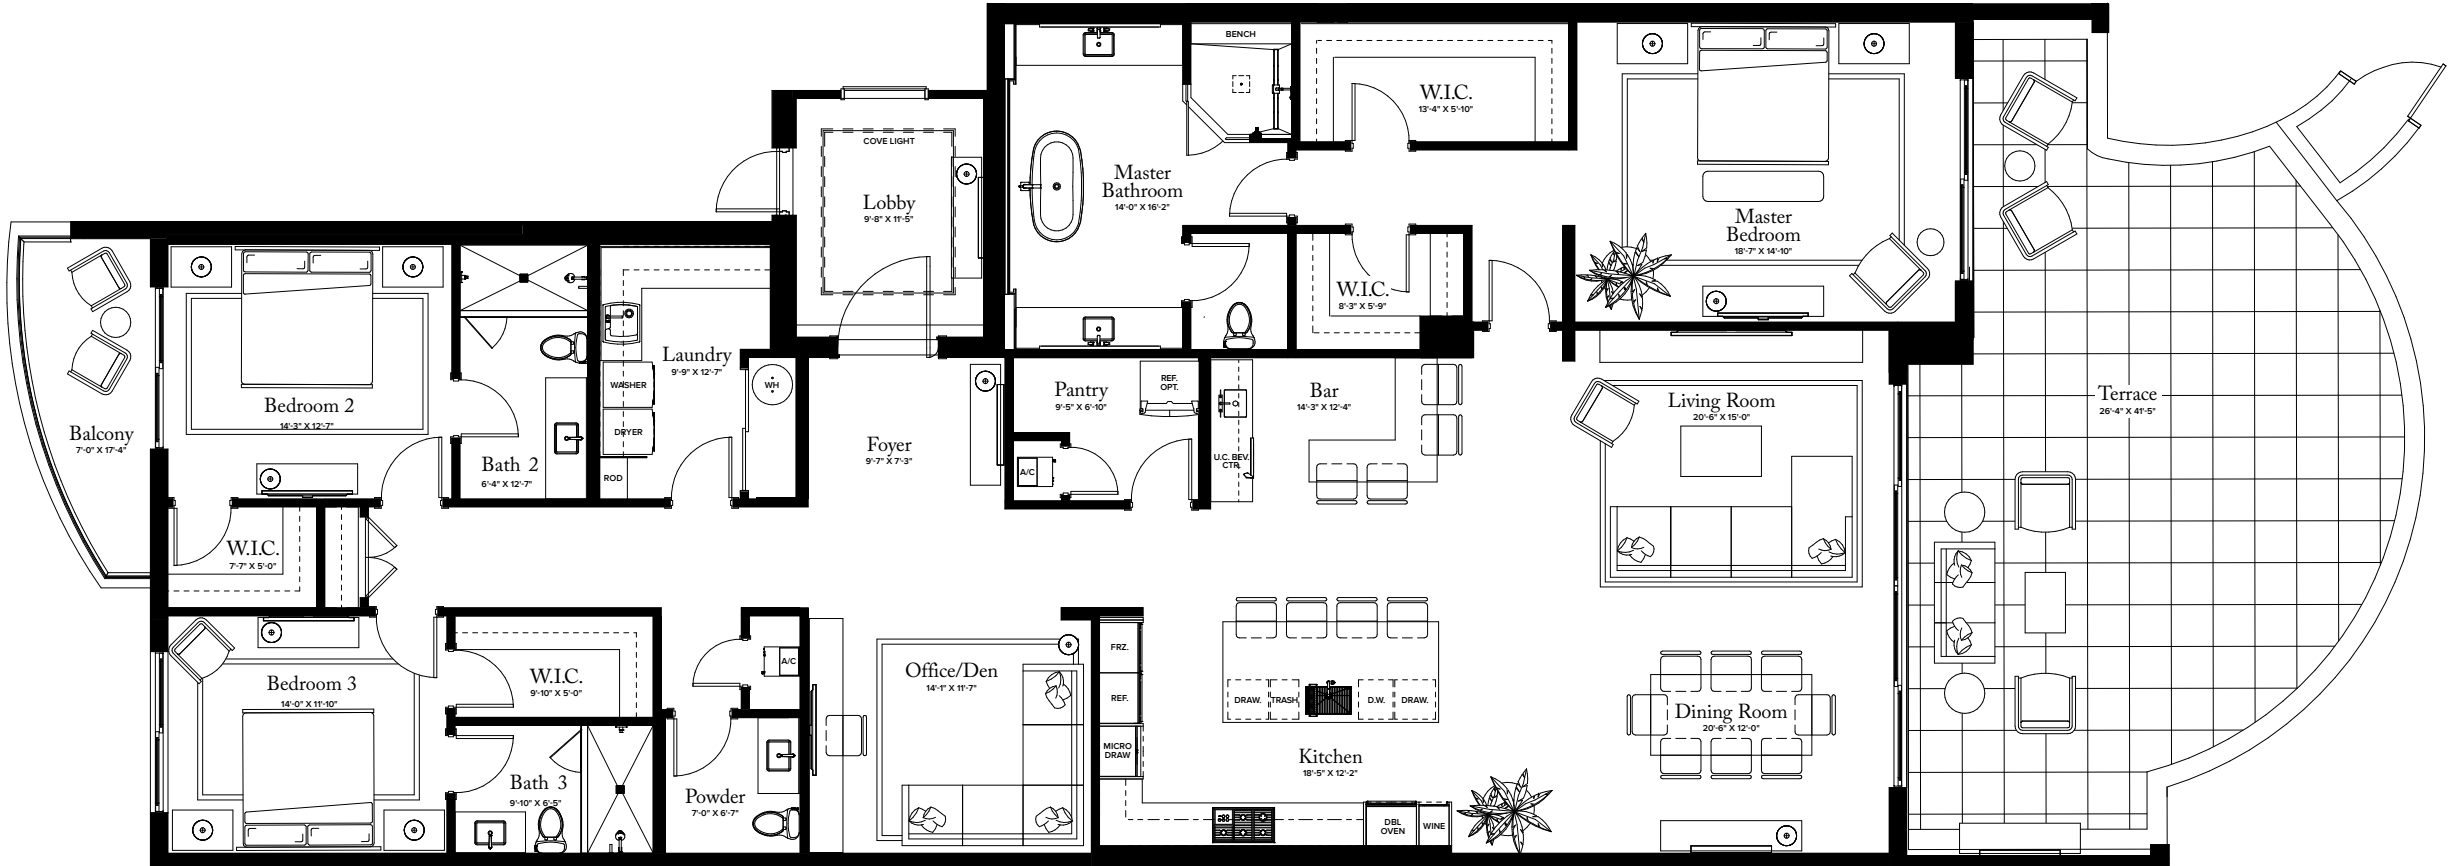 BENCH
W.I.C.
13'-4" X 5'-10"
COVE LIGHT
Lobby
9'-8" X 11'-5"
Master
Bathroom
14'-0" X 16'-2"
Master
Bedroom
18'-7" X 14'-10"
W.I.C.
8'-3" X 5'-9"
Laundry
9'-9" X 12'-7"
WASHER
DRYER
ROD
WH
Bedroom 2
14'-3" X 12'-7"
Balcony
7'-0" X 17'-4"
Bath 2
6'-4" X 12'-7"
Foyer
9'-7" X 7'-3"
Pantry
9'-5" X 6'-10"
REF.
OPT.
A/C
Bar
14'-3" X 12'-4"
U.C. BEV.
CTR.
Living Room
20'-6" X 15'-0"
Terrace
26'-4" X 41'-5"
W.I.C.
7'-7" X 5'-0"
Bedroom 3
14'-0" X 11'-10"
W.I.C.
9'-10" X 5'-0"
A/C
Office/Den
14'-1" X 11'-7"
FRZ.
REF.
MICRO
DRAW
DRAW.
TRASH
D.W.
DRAW.
Dining Room
20'-6" X 12'-0"
Kitchen
18'-5" X 12'-2"
Bath 3
9'-10" X 6'-5"
Powder
7'-0" X 6'-7"
DBL
OVEN
WINE